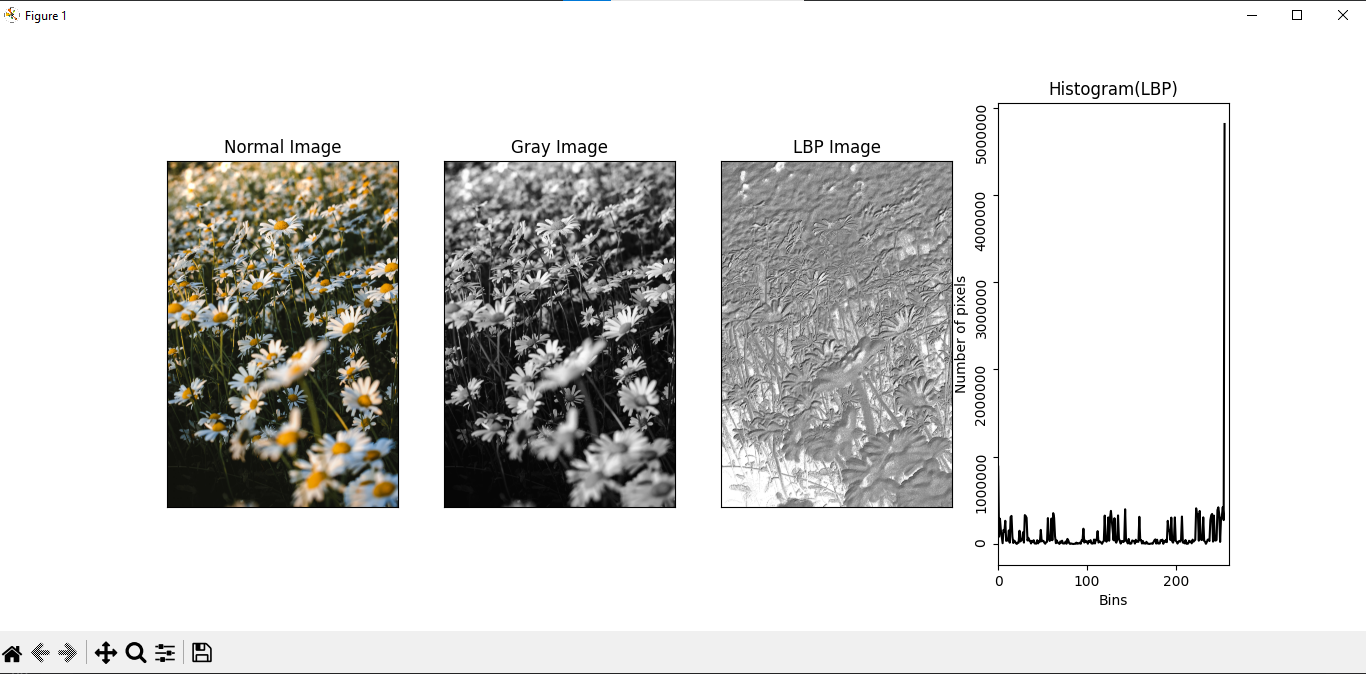 Figure 1
Normal Image
Gray Image
LBP Image
Histogram(LBP)
Number of pixels
5000000
4000000
3000000
2000000
1000000
0
0 100 200
Bins